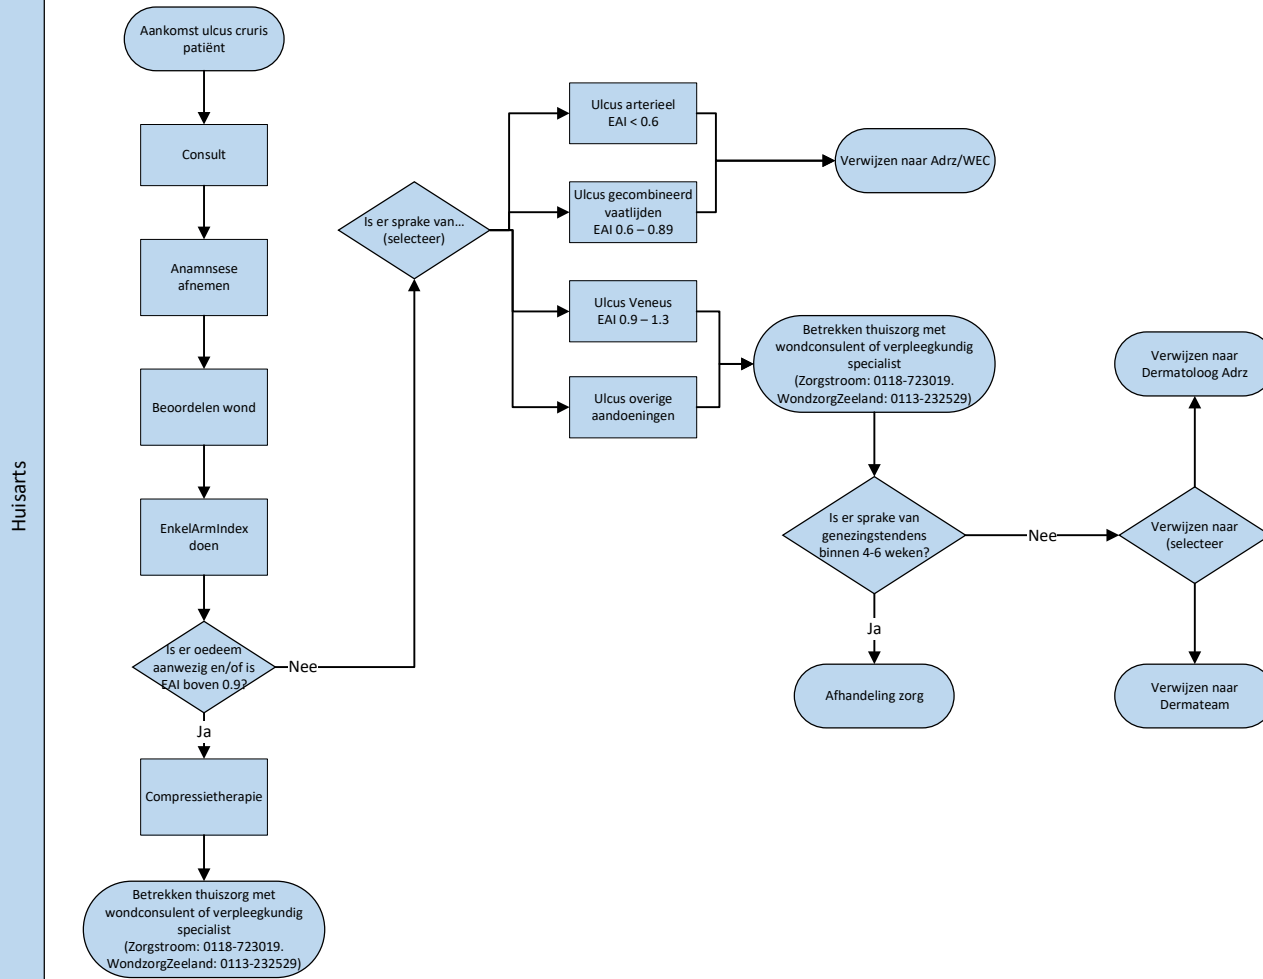 Huisarts
Aankomst ulcus cruris
patiënt
Consult
Anamnsese
afnemen
Beoordelen wond
EnkelArmIndex
doen
Is er oedeem
aanwezig en/of is
EAI boven 0.9?
Nee
Ja
Compressietherapie
Betrekken thuiszorg met
wondconsulent of verpleegkundig
specialist
(Zorgstroom: 0118-723019.
WondzorgZeeland: 0113-232529)
Is er sprake van...
(selecteer)
Ulcus arterieel
EAI < 0.6
Ulcus gecombineerd
vaatlijden
EAI 0.6 – 0.89
Ulcus Veneus
EAI 0.9 – 1.3
Ulcus overige
aandoeningen
Verwijzen naar Adrz/WEC
Betrekken thuiszorg met
wondconsulent of verpleegkundig
specialist
(Zorgstroom: 0118-723019.
WondzorgZeeland: 0113-232529)
Is er sprake van
genezingstendens
binnen 4-6 weken?
Nee
Ja
Afhandeling zorg
Verwijzen naar
Dermatoloog Adrz
Verwijzen naar
(selecteer
Verwijzen naar
Dermateam